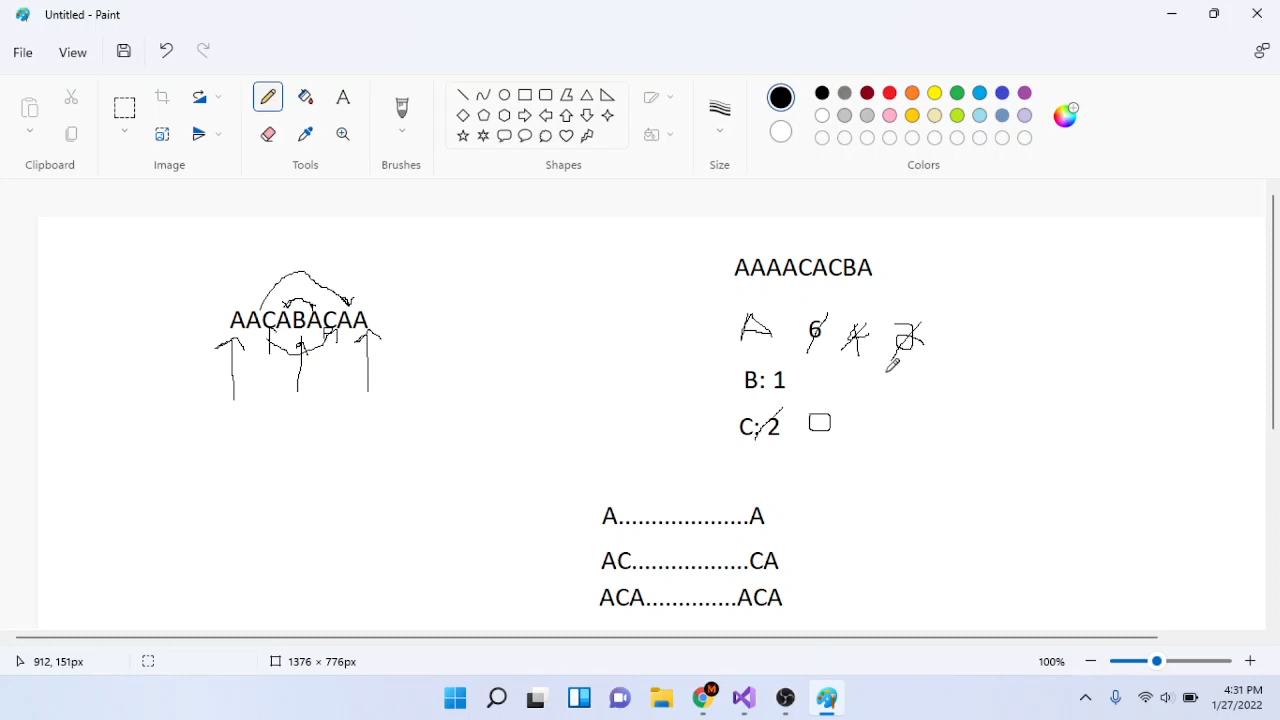 Untitled - Paint
File View
Clipboard Image Tools Brushes Shapes Size Colors
AAAACACBA
AACABACAA
A 6 4
B: 1
C: 2
A....................A
AC.................CA
ACA..............ACA
912, 151px 1376 × 776px 100%
4:31 PM
1/27/2022